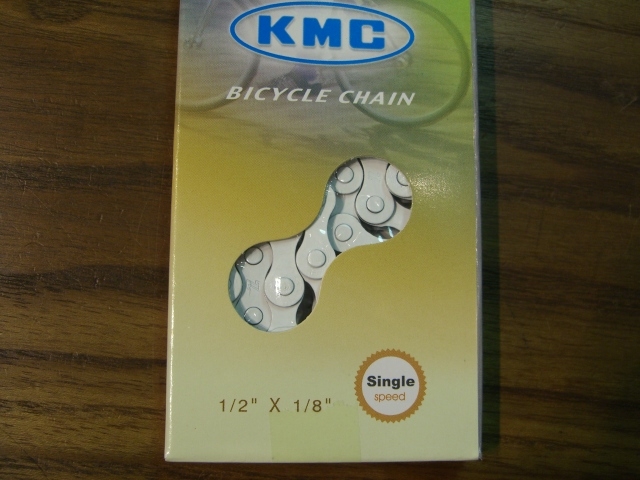 KMC
BICYCLE CHAIN
Single
speed
1/2" X 1/8"